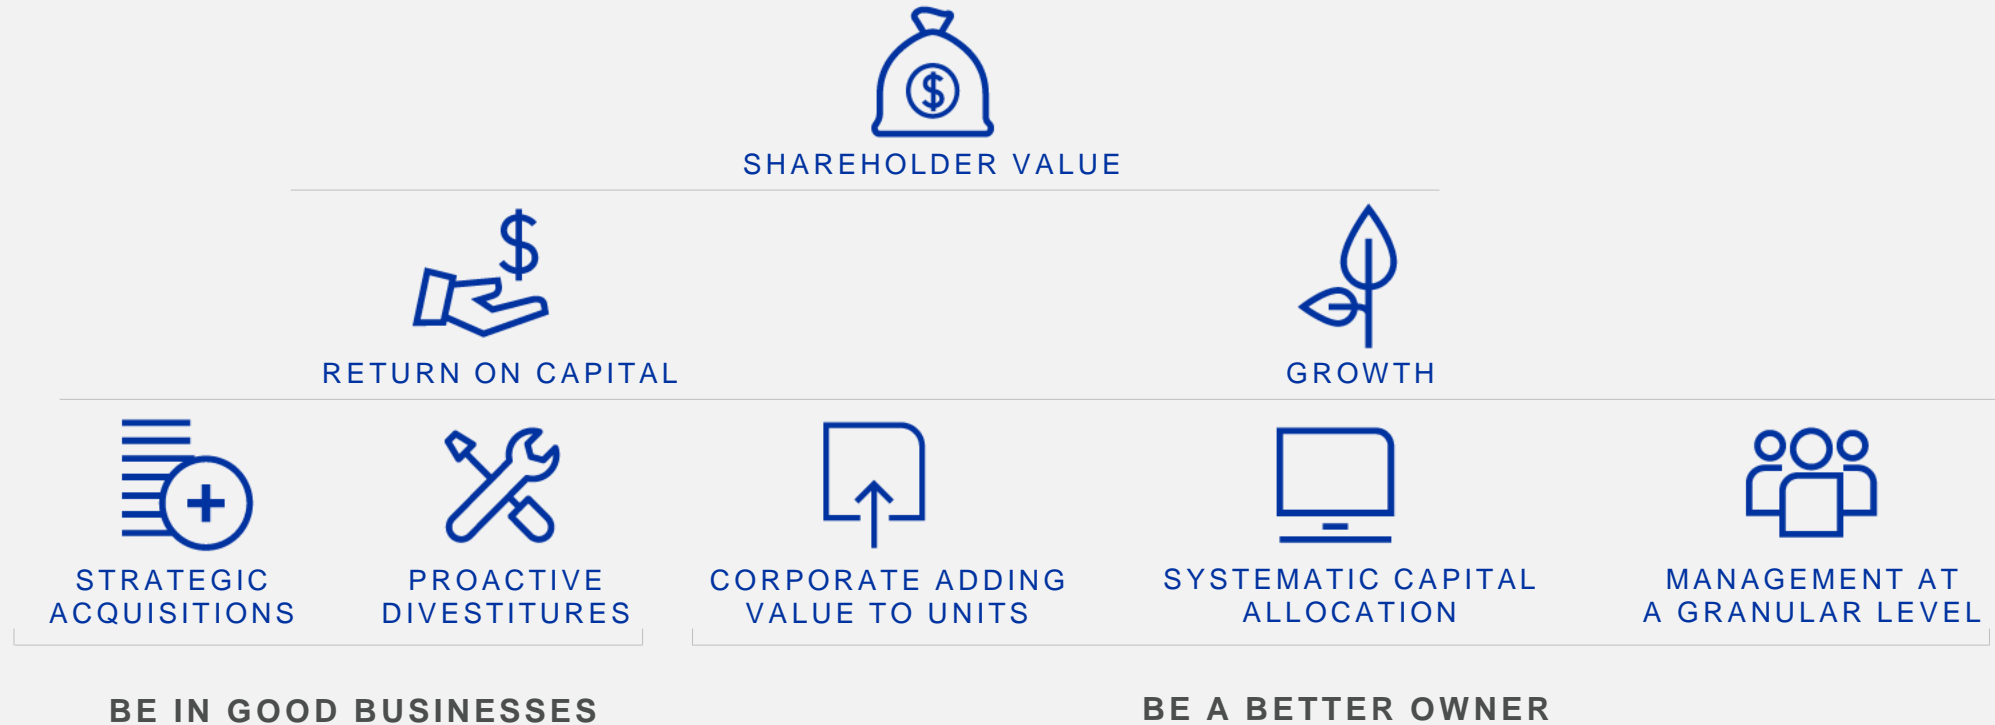 $
SHAREHOLDER VALUE
$
RETURN ON CAPITAL
GROWTH
STRATEGIC
ACQUISITIONS
PROACTIVE
DIVESTITURES
CORPORATE ADDING
VALUE TO UNITS
SYSTEMATIC CAPITAL
ALLOCATION
MANAGEMENT AT
A GRANULAR LEVEL
BE IN GOOD BUSINESSES
BE A BETTER OWNER